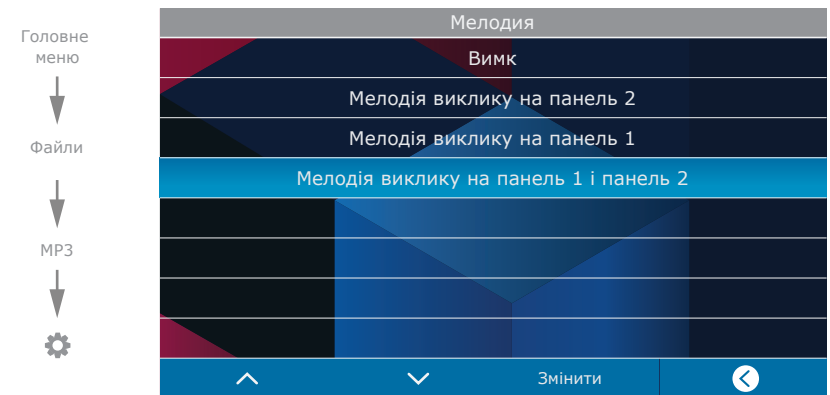 Головне
меню
Файли
MP3
Мелодия
Вимк
Мелодія виклику на панель 2
Мелодія виклику на панель 1
Мелодія виклику на панель 1 і панель 2
Змінити